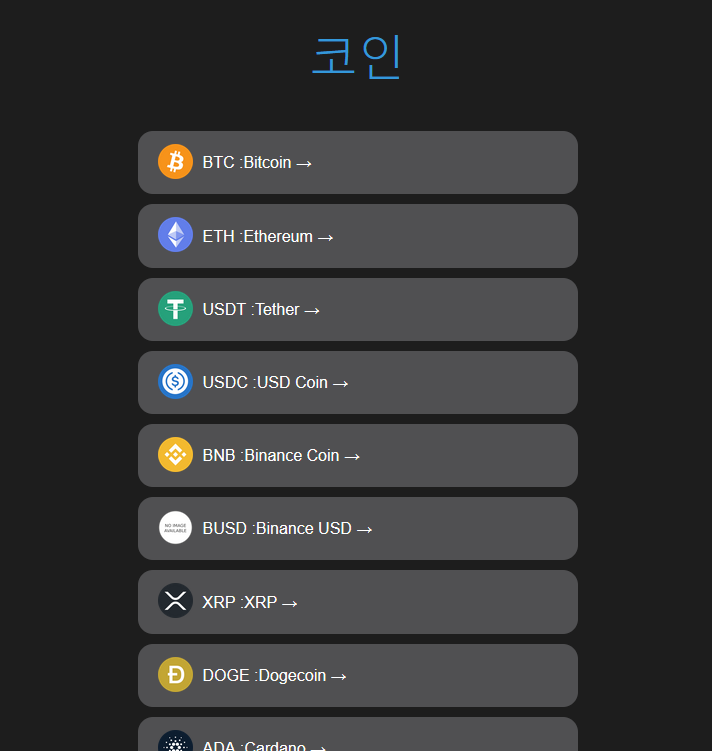 코인
BTC :Bitcoin →
ETH :Ethereum →
USDT :Tether →
USDC :USD Coin →
BNB :Binance Coin →
NO IMAGE
AVAILABLE
BUSD :Binance USD →
XRP :XRP →
DOGE :Dogecoin →
ADA :Cardano →